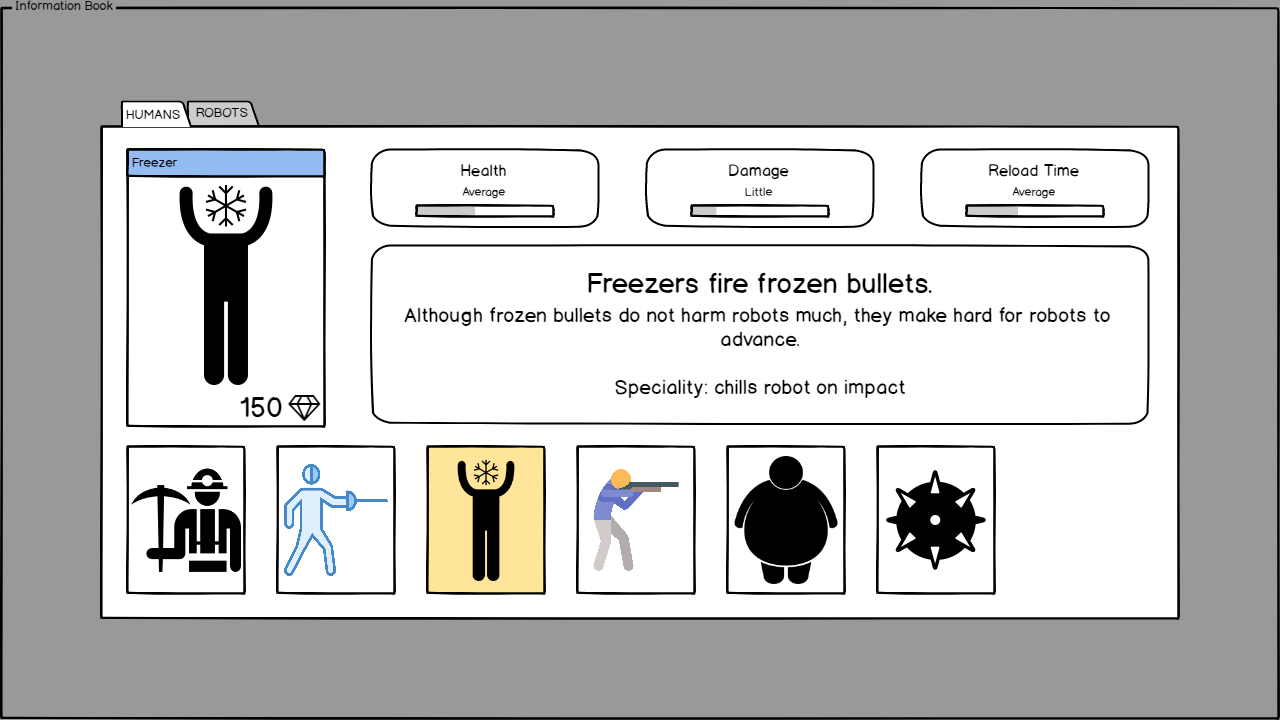 Information Book
HUMANS
ROBOTS
Freezer
150
Health
Average
Damage
Little
Reload Time
Average
Freezers fire frozen bullets.
Although frozen bullets do not harm robots much, they make hard for robots to
advance.
Speciality: chills robot on impact